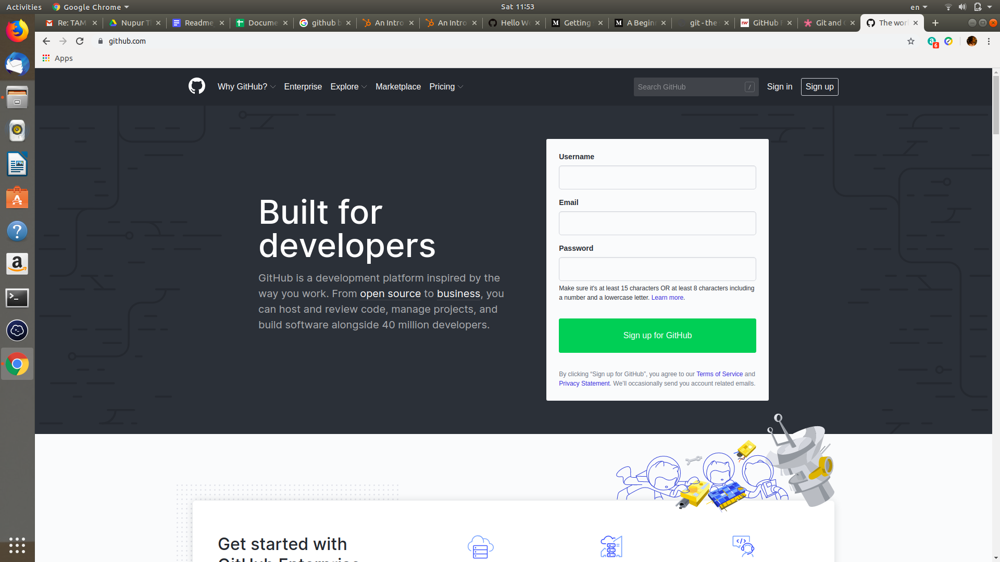 Activities Google Chrome Sat 11:53 en
Re: TAM Nupur T Readme Docume github b An Intro An Intro Hello Wo Getting A Begin git - the GitHub Git and The wor
github.com 6
Apps
Why GitHub? Enterprise Explore Marketplace Pricing Search GitHub / Sign in Sign up
Username
Email
Password
Make sure it's at least 15 characters OR at least 8 characters including
a number and a lowercase letter. Learn more.
Sign up for GitHub
By clicking “Sign up for GitHub”, you agree to our Terms of Service and
Privacy Statement. We’ll occasionally send you account related emails.
Built for
developers
GitHub is a development platform inspired by the
way you work. From open source to business, you
can host and review code, manage projects, and
build software alongside 40 million developers.
Get started with
GitHub Enterprise